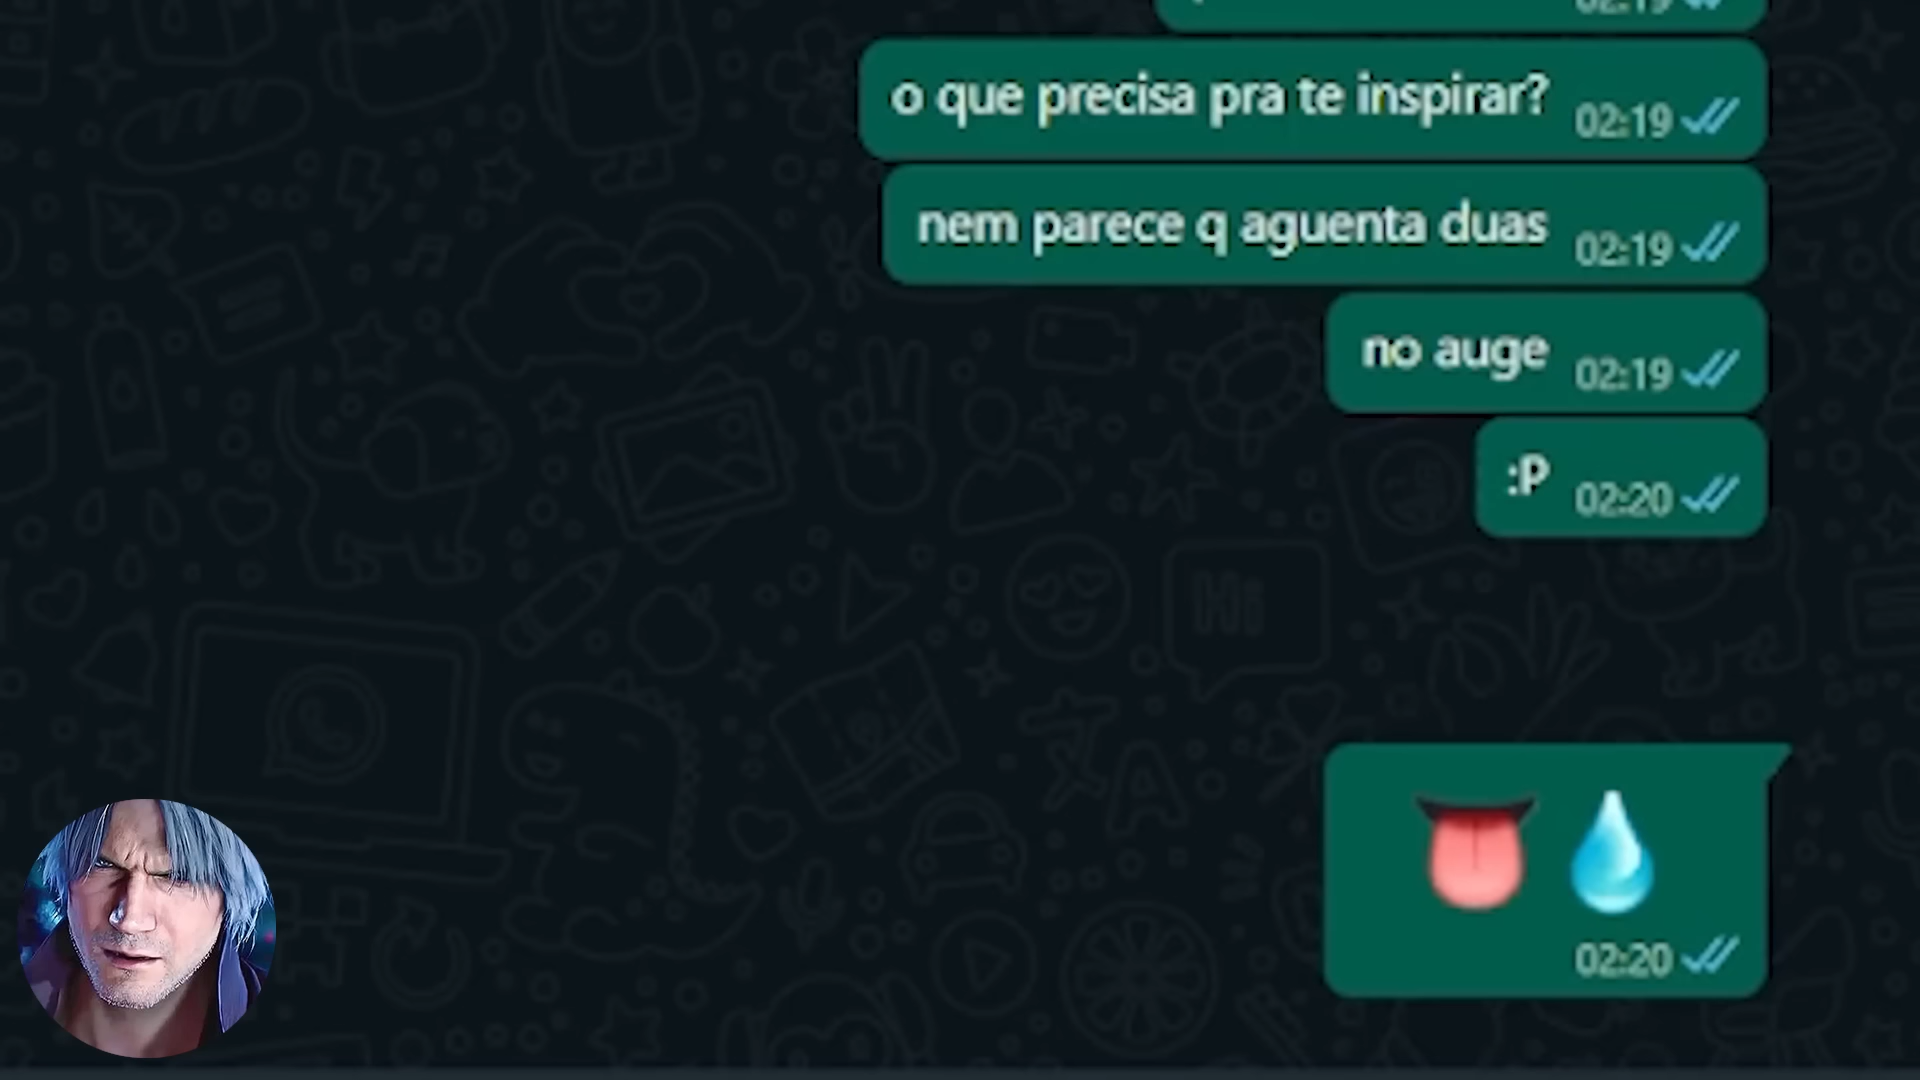 o que precisa pra te inspirar? 02:19
nem parece q aguenta duas 02:19
no auge 02:19
:P 02:20
👅 💧
02:20